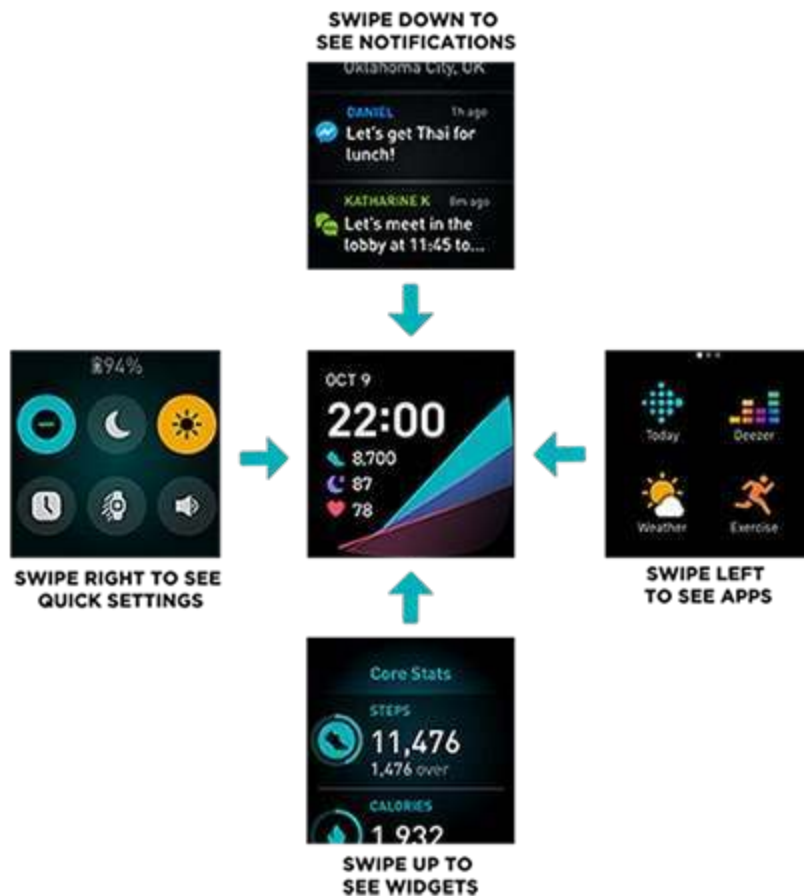 SWIPE DOWN TO
SEE NOTIFICATIONS
Oklahoma City, OK
DANIEL 1h ago
Let's get Thai for
lunch!
KATHARINE K 8m ago
Let's meet in the
lobby at 11:45 to...
94%
SWIPE RIGHT TO SEE
QUICK SETTINGS
OCT 9
22:00
8,700
87
78
Today Deezer
Weather Exercise
SWIPE LEFT
TO SEE APPS
Core Stats
STEPS
11,476
1,476 over
CALORIES
1,932
SWIPE UP TO
SEE WIDGETS